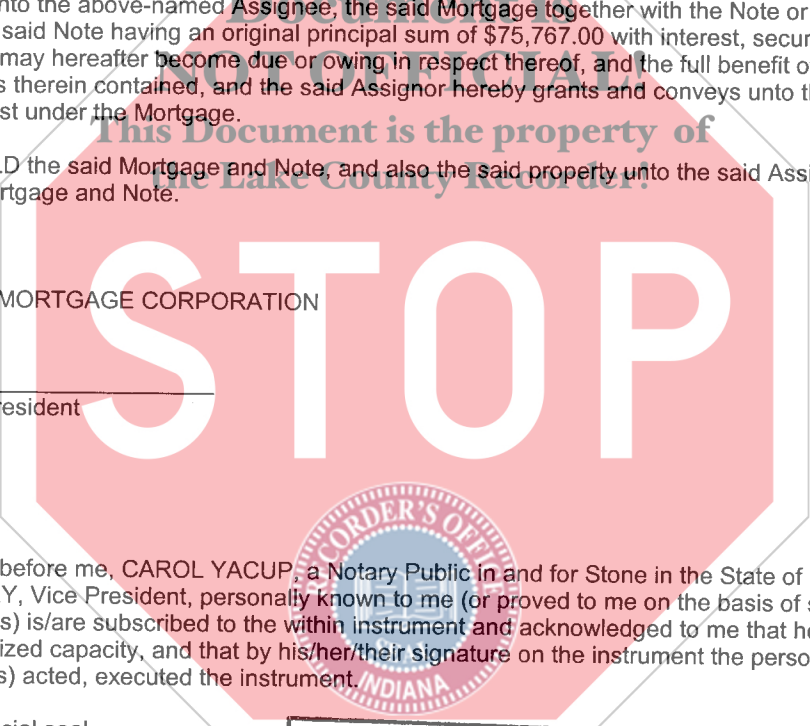 nto the above-named Assignee, the said Mortgage together with the Note or
said Note having an original principal sum of $75,767.00 with interest, secur
may hereafter become due or owing in respect thereof, and the full benefit o
s therein contained, and the said Assignor hereby grants and conveys unto t
st under the Mortgage.
Document is
NOT OFFICIAL!
This Document is the property of
the Lake County Recorder!
LD the said Mortgage and Note, and also the said property unto the said Assi
rtgage and Note.
STOP
MORTGAGE CORPORATION
resident
RECORDER'S OFFICE
INDIANA
before me, CAROL YACUP, a Notary Public in and for Stone in the State of
Y, Vice President, personally known to me (or proved to me on the basis of s
s) is/are subscribed to the within instrument and acknowledged to me that he
ized capacity, and that by his/her/their signature on the instrument the perso
s) acted, executed the instrument.
cial seal